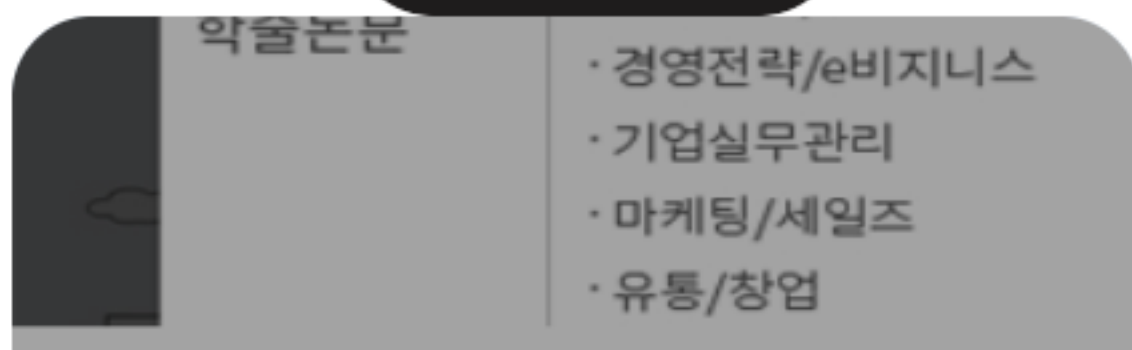 학술논문
· 경영전략/e비지니스
· 기업실무관리
· 마케팅/세일즈
· 유통/창업